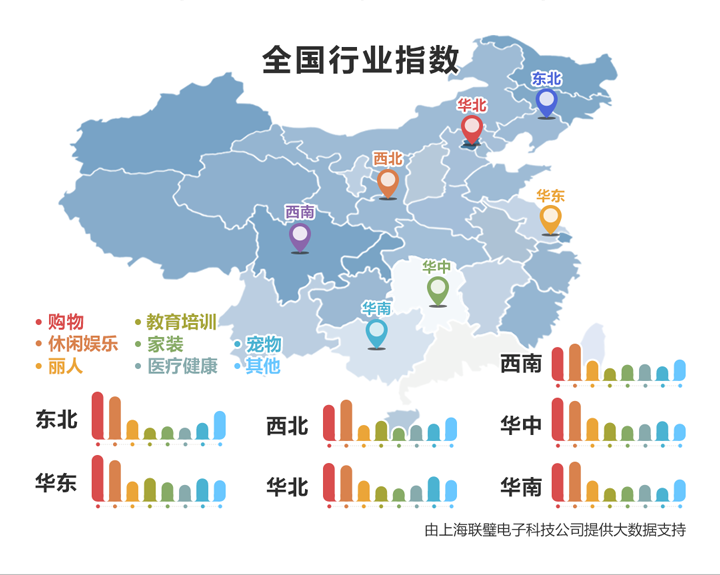 全国行业指数
东北
华北
西北
华东
西南
华中
华南
购物
教育培训
休闲娱乐
家装
宠物
丽人
医疗健康
其他
西南
东北
西北
华中
华东
华北
华南
由上海联璧电子科技公司提供大数据支持